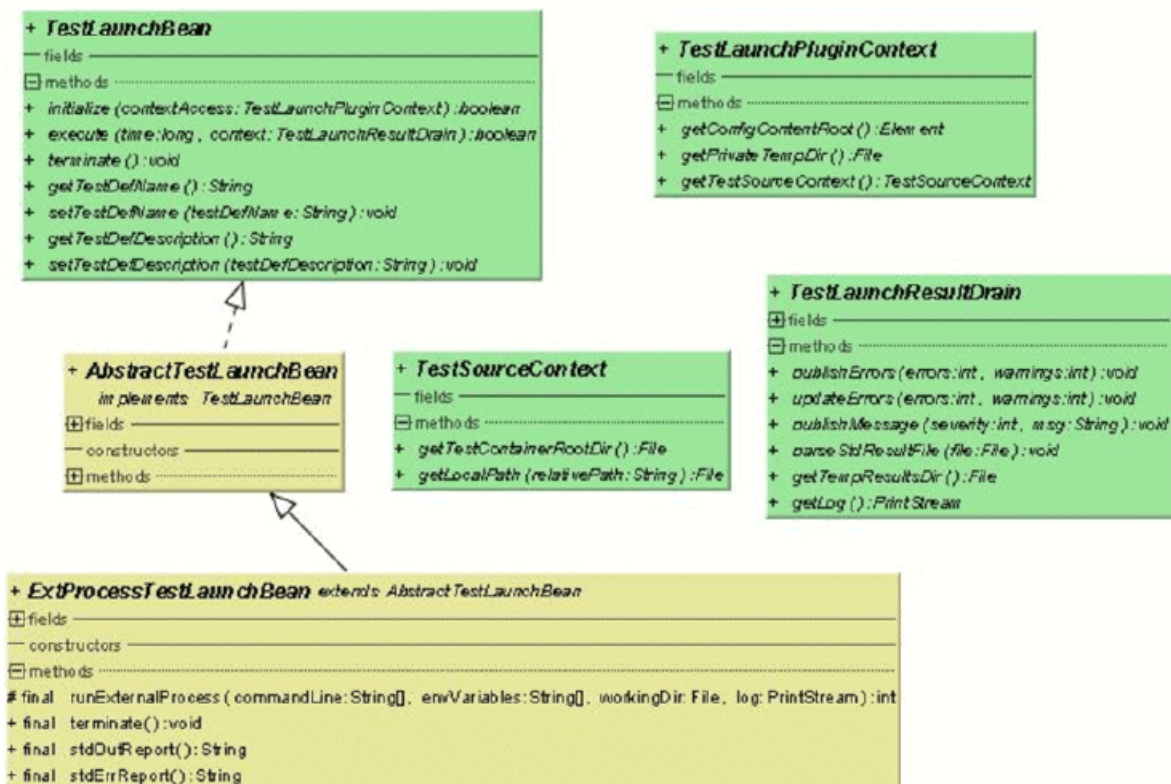 + TestLaunchBean
fields
methods
+ initialize (contextAccess: TestLaunchPluginContext) :boolean
+ execute (time:long, context: TestLaunchResultDrain) :boolean
+ terminate () :void
+ getTestDefName () : String
+ setTestDefName (testDefName: String) : void
+ getTestDefDescription () : String
+ setTestDefDescription (testDefDescription: String) : void
+ TestLaunchPluginContext
fields
methods
+ getConfigContentRoot () :Element
+ getPrivateTempDir () :File
+ getTestSourceContext () : TestSourceContext
+ TestLaunchResultDrain
fields
methods
+ publishErrors (errors:int, warnings:int) :void
+ updateErrors (errors:int, warnings:int) :void
+ publishMessage (severity:int, msg: String) : void
+ parseStdResultFile (file: File) : void
+ getTempResultsDir () :File
+ getLog () :PrintStream
+ AbstractTestLaunchBean
implements TestLaunchBean
fields
constructors
methods
+ TestSourceContext
fields
methods
+ getTestContainerRootDir () :File
+ getLocalPath (relativePath: String) :File
+ ExtProcessTestLaunchBean extends AbstractTestLaunchBean
fields
constructors
methods
# final runExternalProcess ( commandLine: String[], envVariables: String[], workingDir: File, log: PrintStream) : int
+ final terminate() : void
+ final stdOutReport() : String
+ final stdErrReport() : String